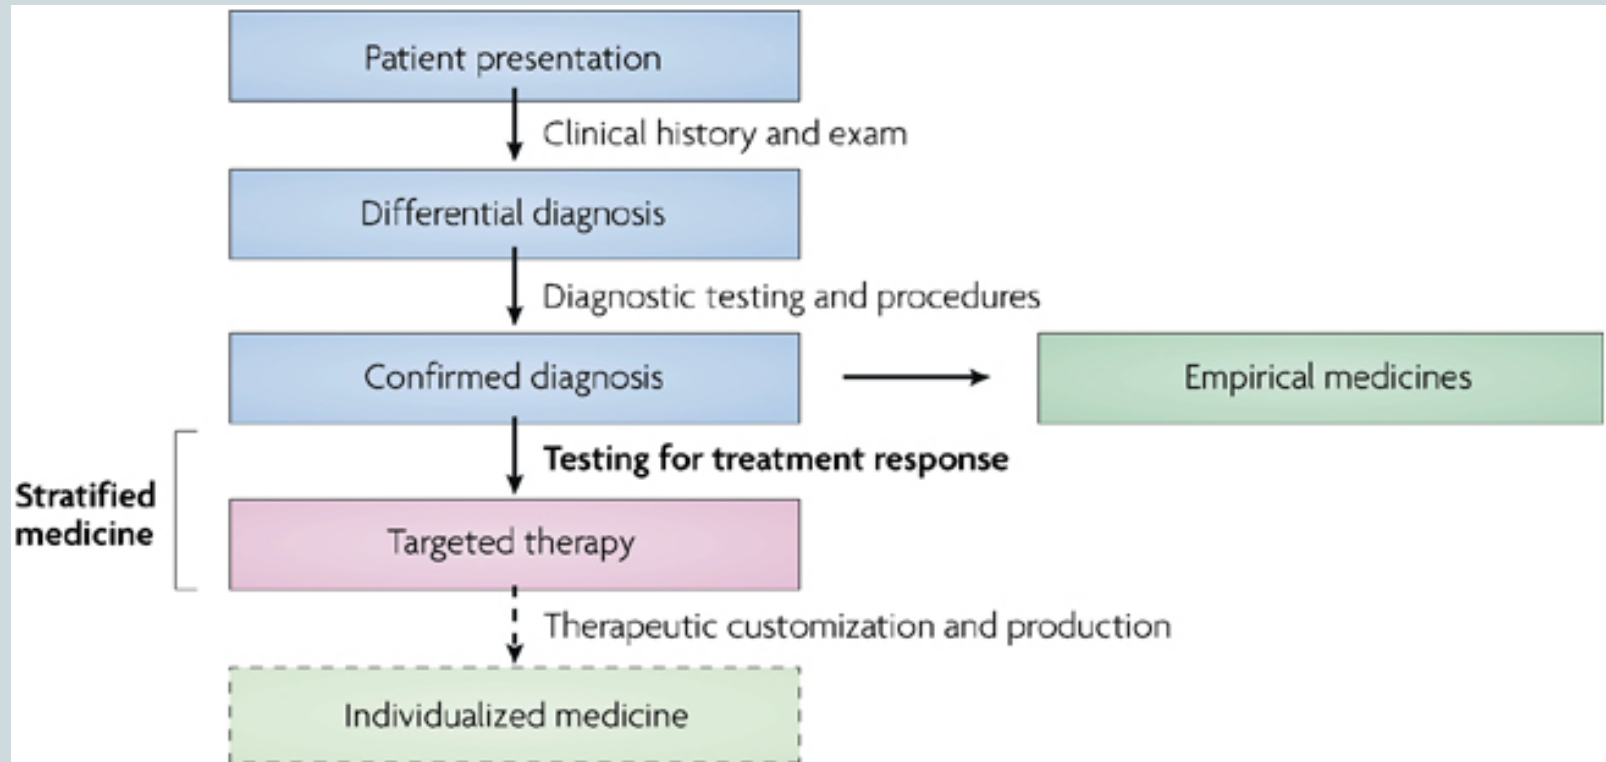 Patient presentation
Clinical history and exam
Differential diagnosis
Diagnostic testing and procedures
Confirmed diagnosis
Empirical medicines
Testing for treatment response
Stratified
medicine
Targeted therapy
Therapeutic customization and production
Individualized medicine